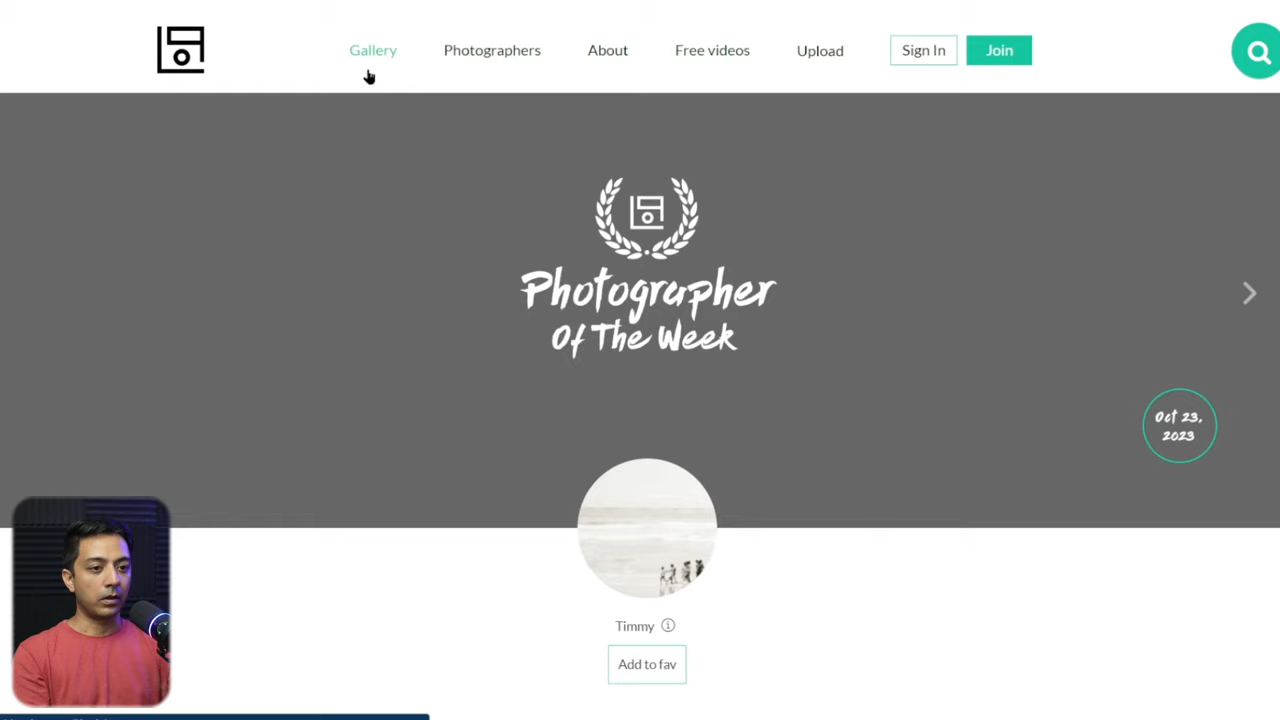 Gallery
Photographers
About
Free videos
Upload
Sign In
Join
Photographer
Of The Week
Oct 23,
2023
Timmy
Add to fav